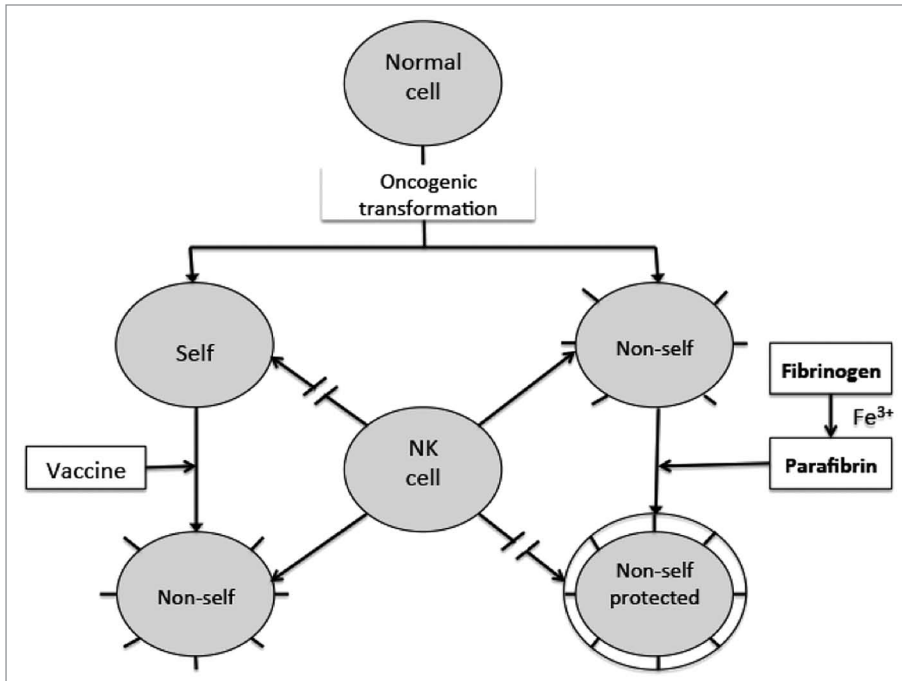 Normal
cell
Oncogenic
transformation
Self
Non-self
Fibrinogen
Fe³⁺
Vaccine
NK
cell
Parafibrin
Non-self
Non-self
protected